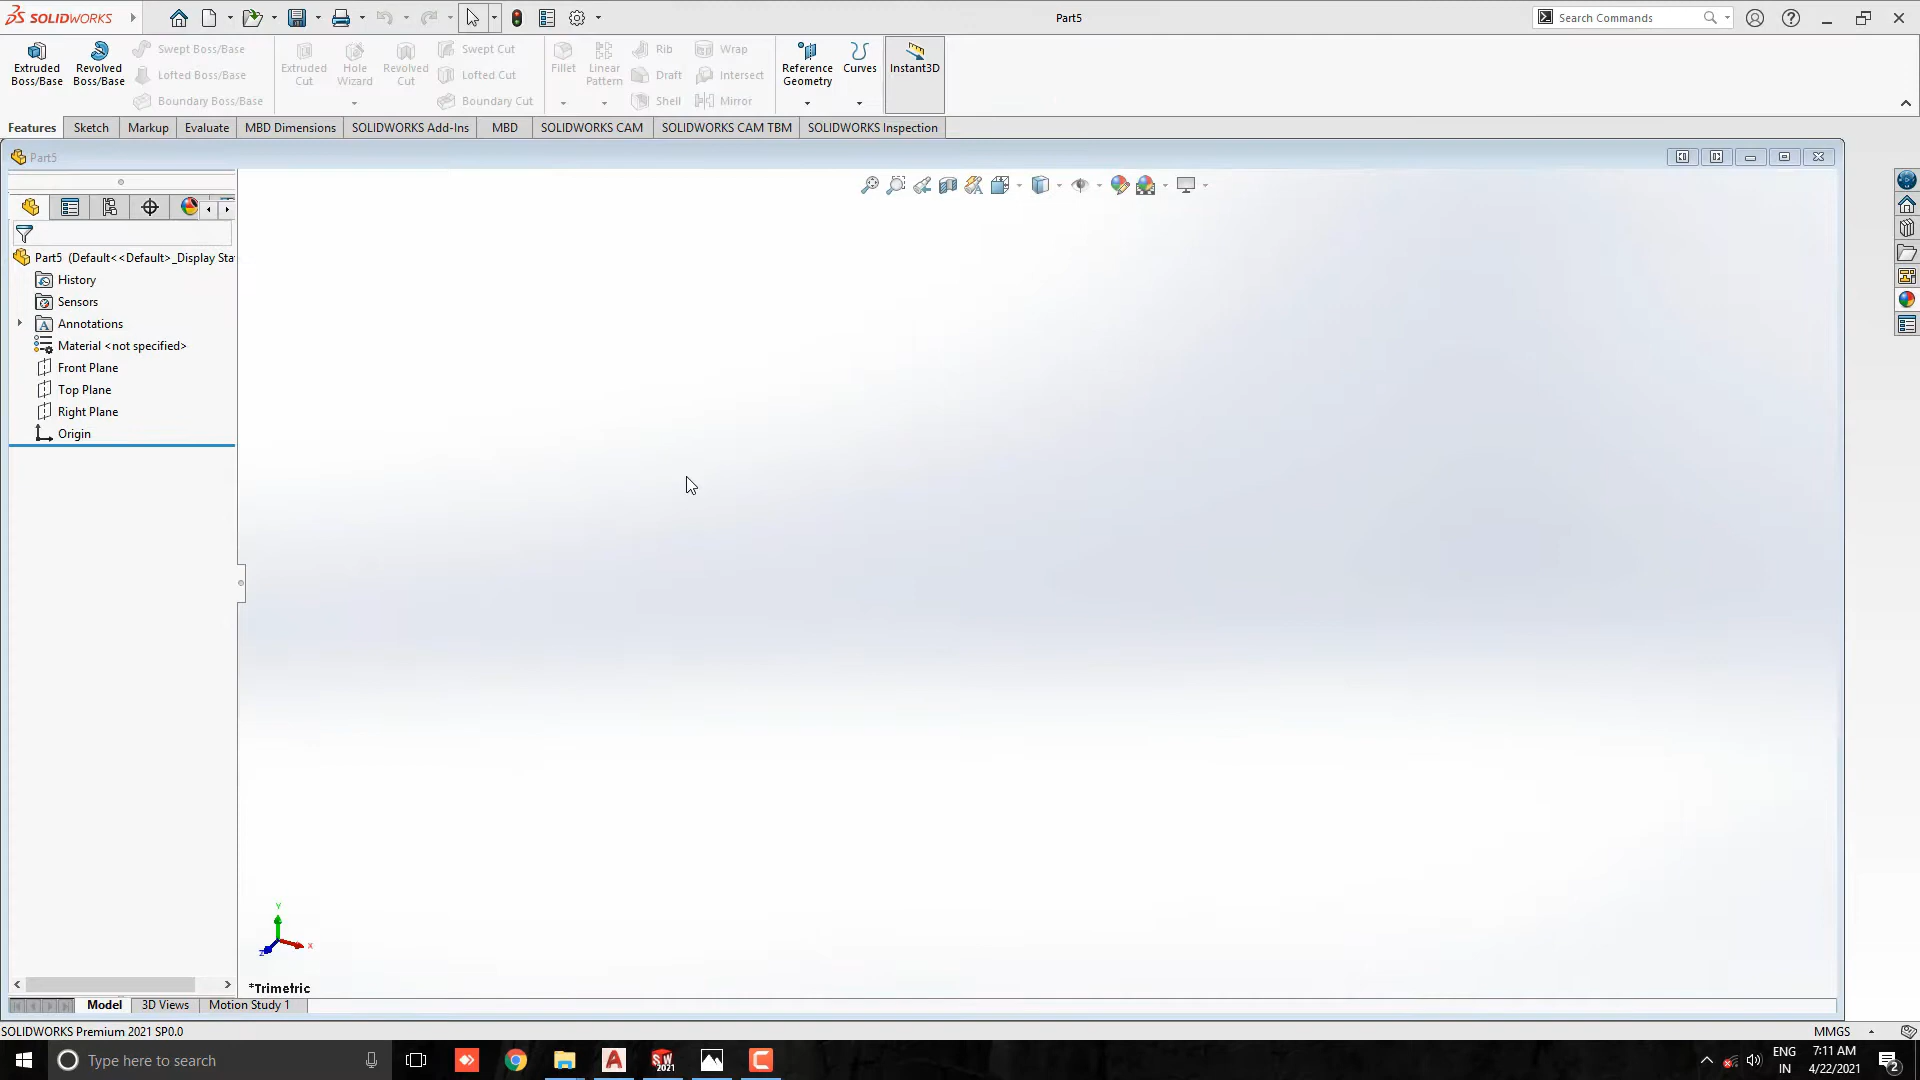 SOLIDWORKS
Part5
Search Commands
Extruded Boss/Base
Revolved Boss/Base
Swept Boss/Base
Lofted Boss/Base
Boundary Boss/Base
Extruded Cut
Hole Wizard
Revolved Cut
Swept Cut
Lofted Cut
Boundary Cut
Fillet
Linear Pattern
Rib
Draft
Shell
Wrap
Intersect
Mirror
Reference Geometry
Curves
Instant3D
Features
Sketch
Markup
Evaluate
MBD Dimensions
SOLIDWORKS Add-Ins
MBD
SOLIDWORKS CAM
SOLIDWORKS CAM TBM
SOLIDWORKS Inspection
Part5
Part5 (Default<<Default>_Display Sta
History
Sensors
Annotations
Material <not specified>
Front Plane
Top Plane
Right Plane
Origin
Y
X
Z
*Trimetric
Model
3D Views
Motion Study 1
SOLIDWORKS Premium 2021 SP0.0
MMGS
Type here to search
SW
2021
ENG
IN
7:11 AM
4/22/2021
2